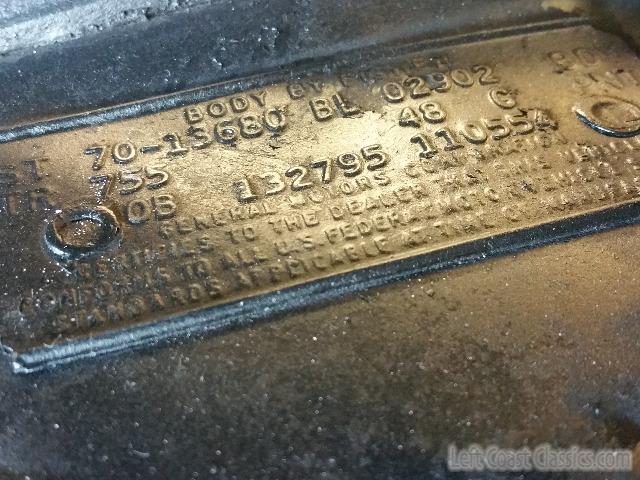 BODY BY FISHER
ST 70-13680 BL 02902 BD
TR 755 48 G
0B 132795 110554
GENERAL MOTORS CORPORATION
CERTIFIES TO THE DEALER THAT THIS VEHICLE
CONFORMS TO ALL U.S. FEDERAL MOTOR VEHICLE
STANDARDS APPLICABLE AT TIME OF
Left Coast Classics.com